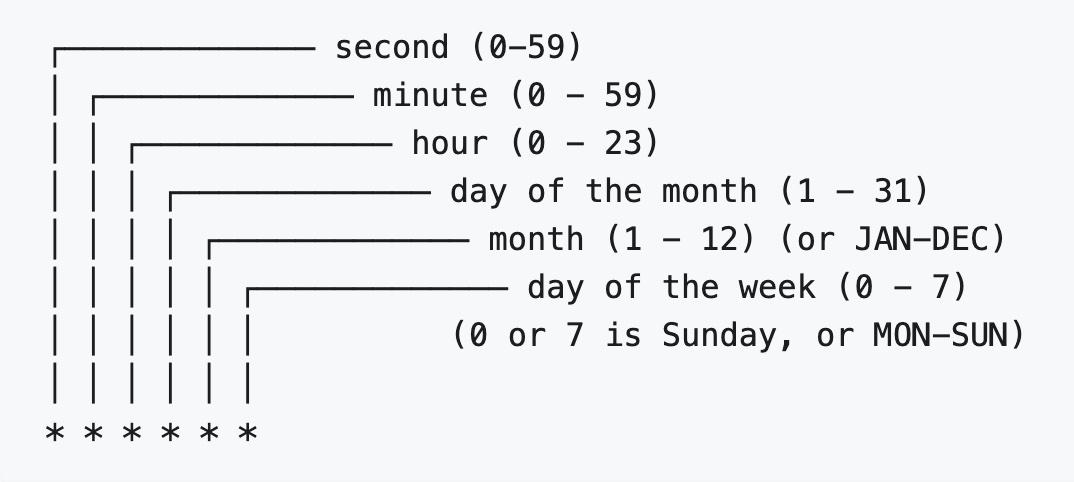 second (0-59)
minute (0 - 59)
hour (0 - 23)
day of the month (1 - 31)
month (1 - 12) (or JAN-DEC)
day of the week (0 - 7)
(0 or 7 is Sunday, or MON-SUN)
* * * * * *